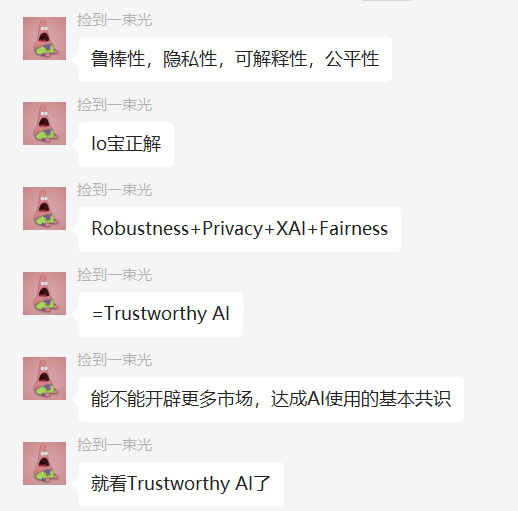 捡到一束光
鲁棒性，隐私性，可解释性，公平性
捡到一束光
lo宝正解
捡到一束光
Robustness+Privacy+XAI+Fairness
捡到一束光
=Trustworthy AI
捡到一束光
能不能开辟更多市场，达成AI使用的基本共识
捡到一束光
就看Trustworthy AI了